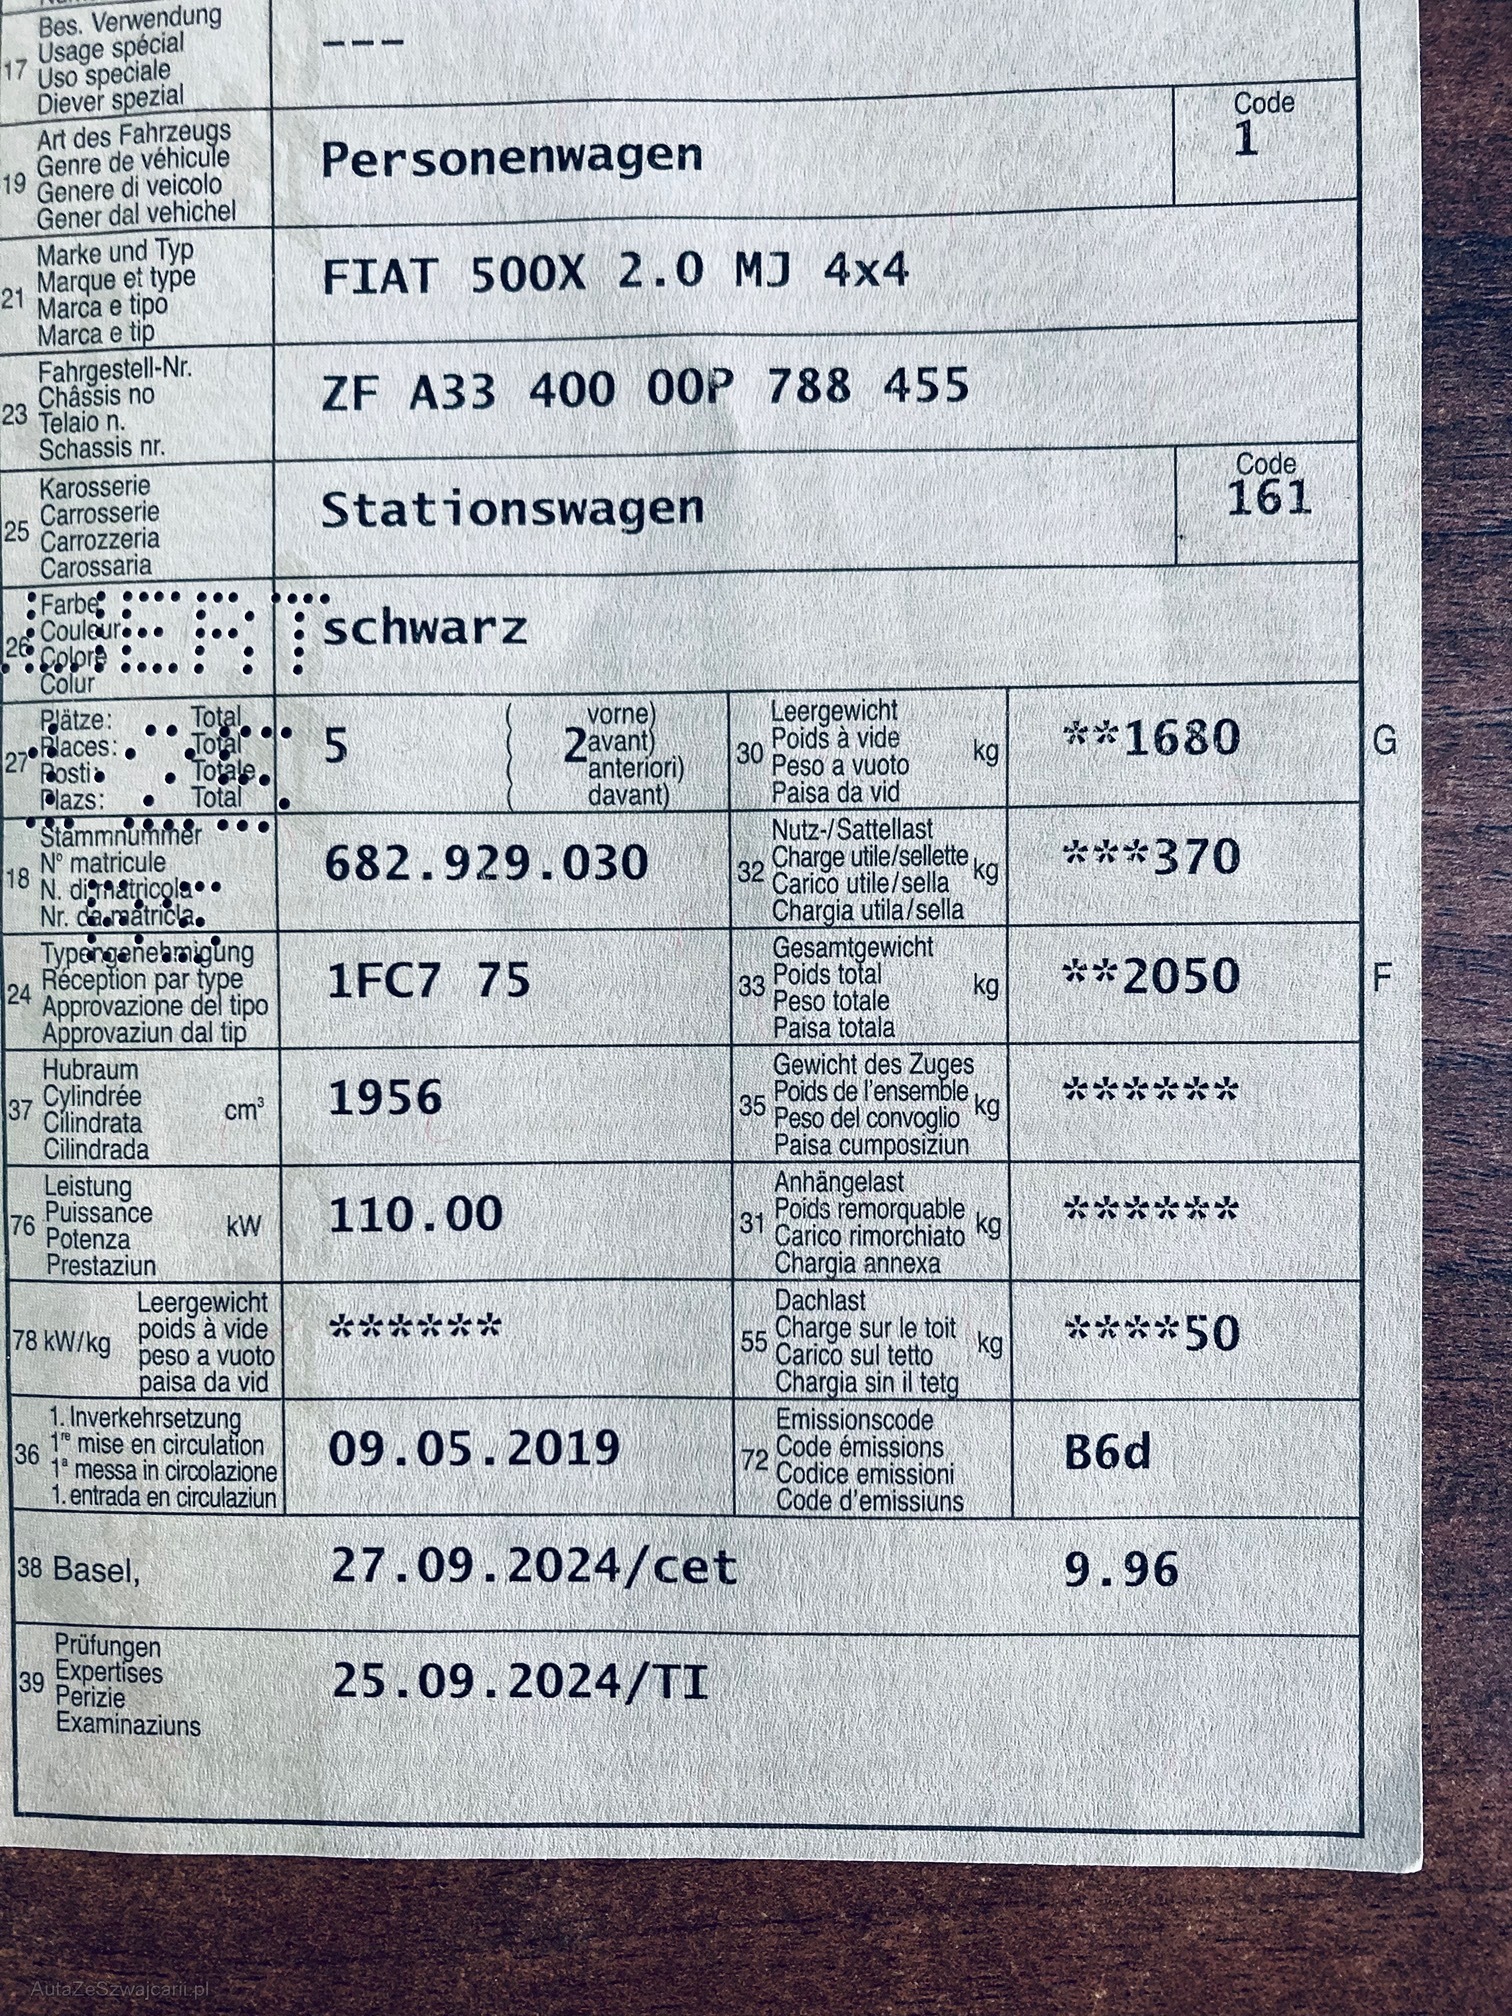 Bes. Verwendung
17 Usage spécial
Uso speciale
Diever spezial
---
Art des Fahrzeugs
19 Genre de véhicule
Genere di veicolo
Gener dal vehichel
Personenwagen
Code
1
Marke und Typ
21 Marque et type
Marca e tipo
Marca e tip
FIAT 500X 2.0 MJ 4x4
Fahrgestell-Nr.
23 Châssis no
Telaio n.
Schassis nr.
ZF A33 400 00P 788 455
Karosserie
25 Carrosserie
Carrozzeria
Carossaria
Stationswagen
Code
161
Farbe
26 Couleur
Colore
Colur
schwarz
Plätze: Total
27 Places: Total
Posti: Totale
Plazs: Total
5
( vorne)
( 2 avant)
( anteriori)
( davant)
Leergewicht
30 Poids à vide kg
Peso a vuoto
Paisa da vid
**1680
G
Stammnummer
18 N° matricule
N. di matricola
Nr. da matricla
682.929.030
Nutz-/Sattellast
32 Charge utile/sellette kg
Carico utile/sella
Chargia utila/sella
***370
Typengenehmigung
24 Réception par type
Approvazione del tipo
Approvaziun dal tip
1FC7 75
Gesamtgewicht
33 Poids total kg
Peso totale
Paisa totala
**2050
F
Hubraum
37 Cylindrée cm³
Cilindrata
Cilindrada
1956
Gewicht des Zuges
35 Poids de l'ensemble kg
Peso del convoglio
Paisa cumposiziun
******
Leistung
76 Puissance kW
Potenza
Prestaziun
110.00
Anhängelast
31 Poids remorquable kg
Carico rimorchiato
Chargia annexa
******
Leergewicht
78 kW/kg poids à vide
peso a vuoto
paisa da vid
******
Dachlast
55 Charge sur le toit kg
Carico sul tetto
Chargia sin il tetg
****50
1. Inverkehrsetzung
36 1re mise en circulation
1a messa in circolazione
1. entrada en circulaziun
09.05.2019
Emissionscode
72 Code émissions
Codice emissioni
Code d'emissiuns
B6d
38 Basel,
27.09.2024/cet
9.96
Prüfungen
39 Expertises
Perizie
Examinaziuns
25.09.2024/TI
AutaZeSzwajcarii.pl